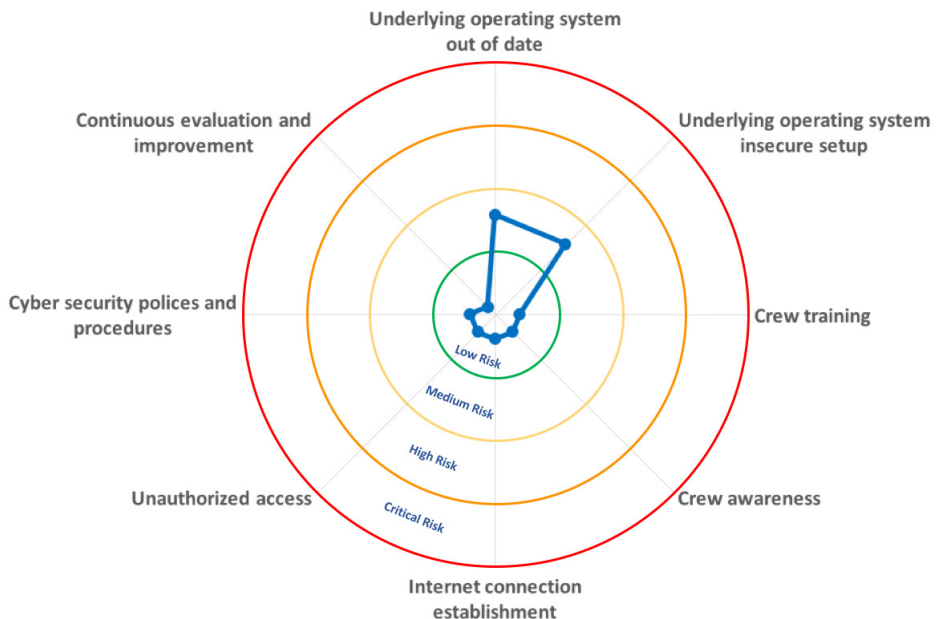 Underlying operating system
out of date
Underlying operating system
insecure setup
Crew training
Crew awareness
Internet connection
establishment
Unauthorized access
Cyber security polices and
procedures
Continuous evaluation and
improvement
Low Risk
Medium Risk
High Risk
Critical Risk